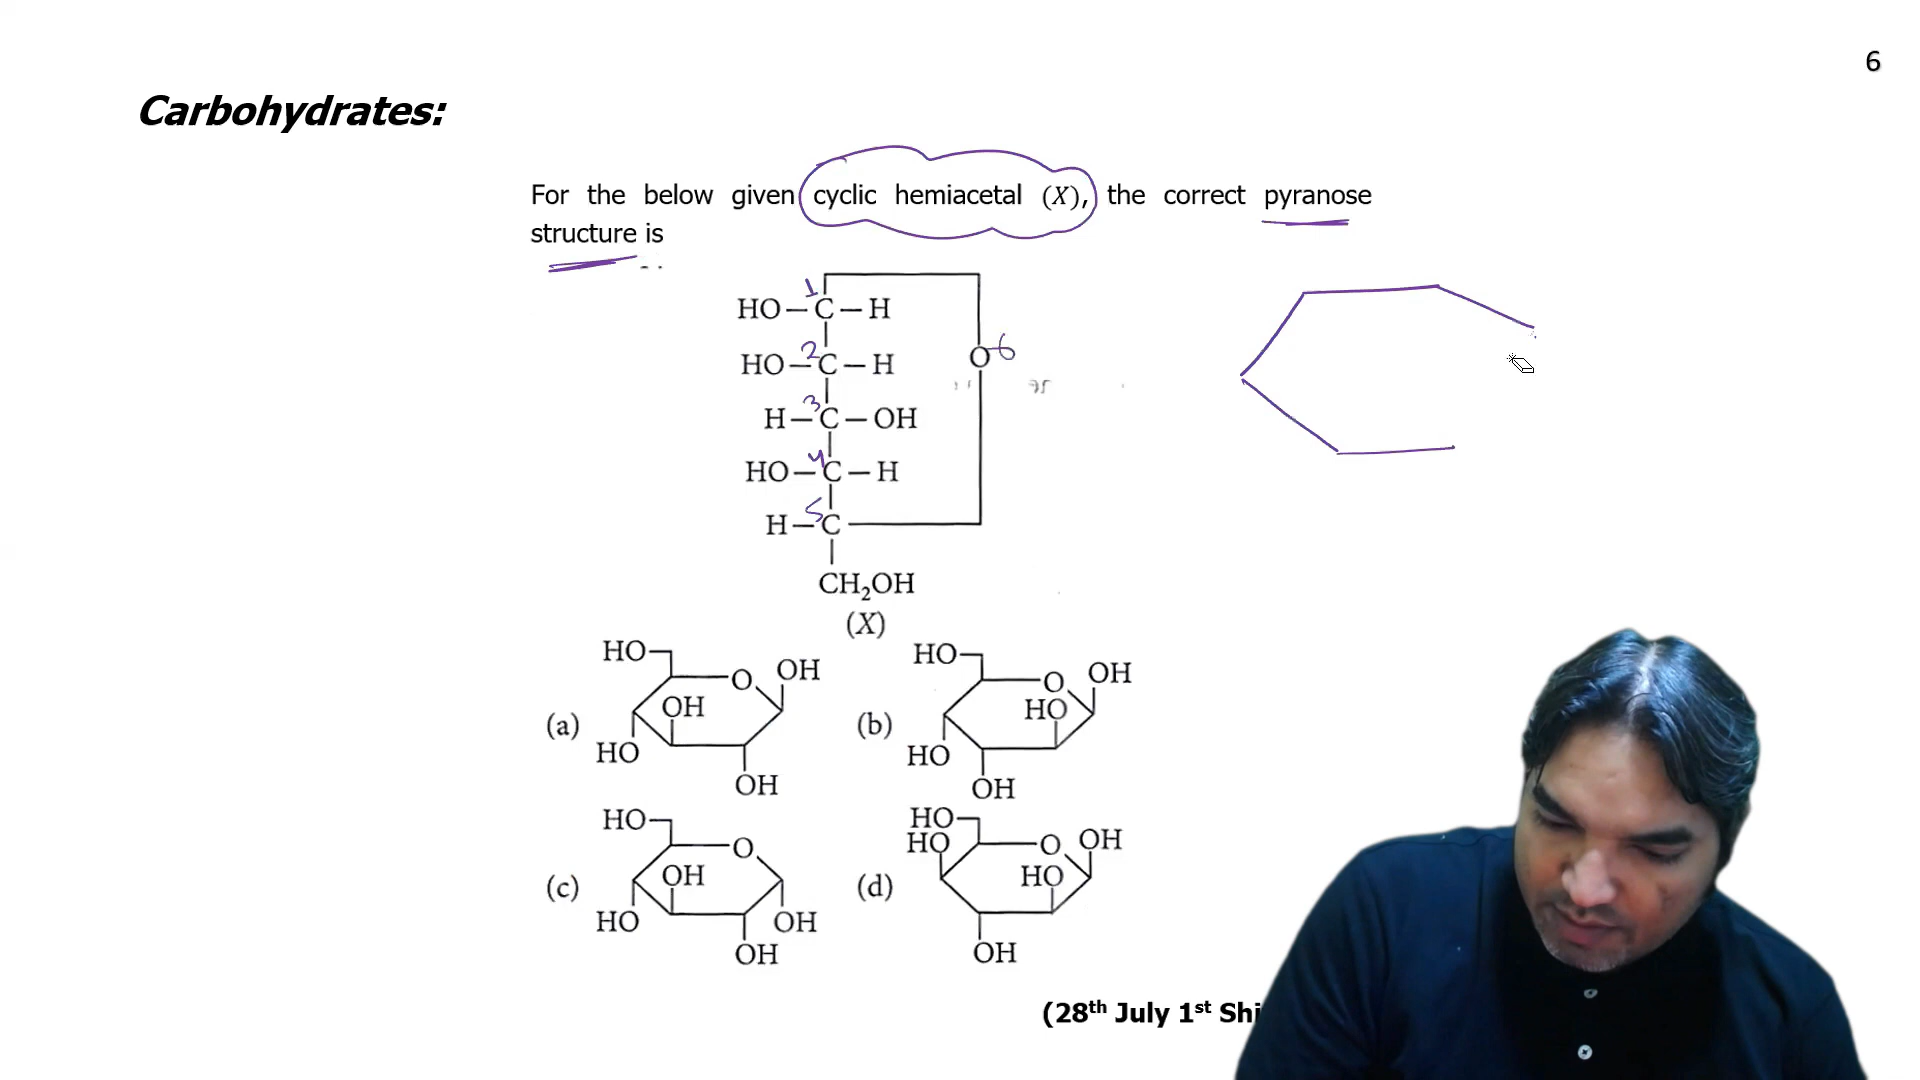 6
Carbohydrates:
For the below given cyclic hemiacetal (X), the correct pyranose
structure is
1
HO–C–H
2
HO–C–H
O 6
3
H–C–OH
4
HO–C–H
5
H–C
CH₂OH
(X)
(a)
HO
O
OH
OH
HO
OH
(b)
HO
O
OH
HO
HO
OH
(c)
HO
O
OH
HO
OH
OH
(d)
HO
HO
O
OH
HO
OH
(28th July 1st Shi